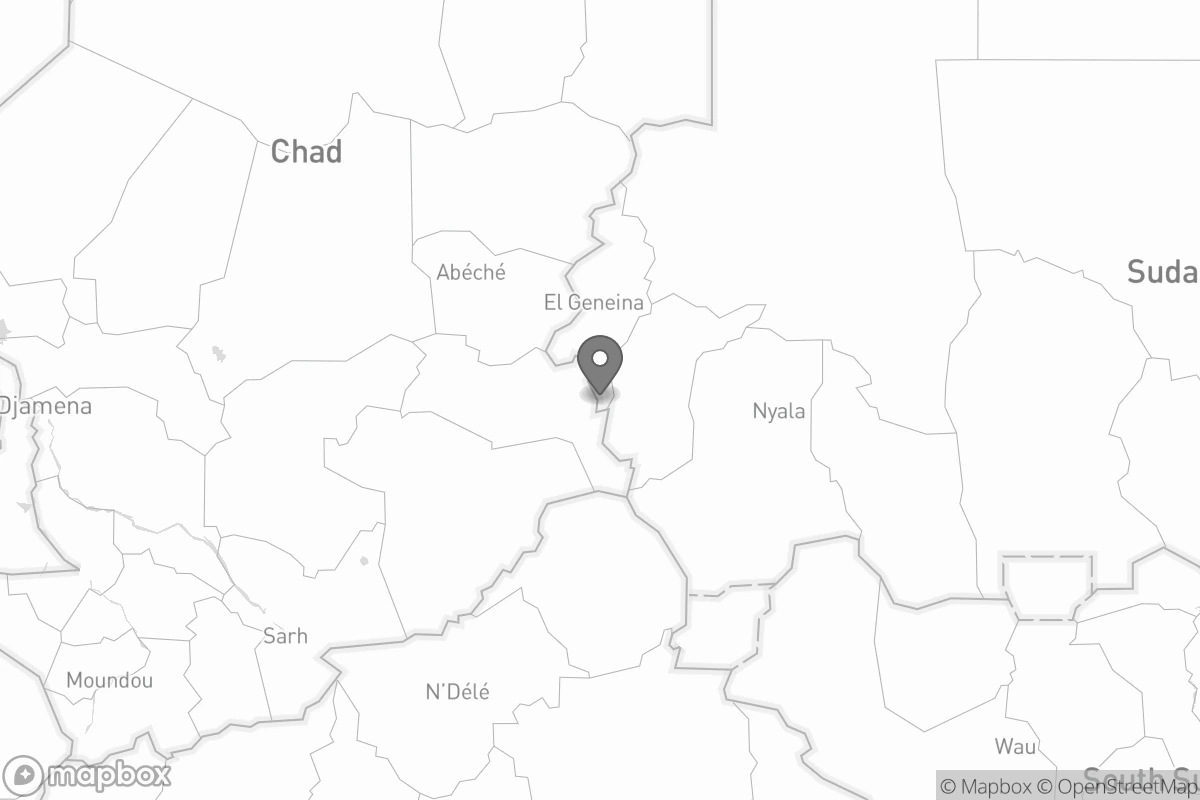 Chad
Abéché
Suda
El Geneina
Djamena
Nyala
Sarh
Moundou
N'Délé
Wau
South Su
mapbox
© Mapbox © OpenStreetMap